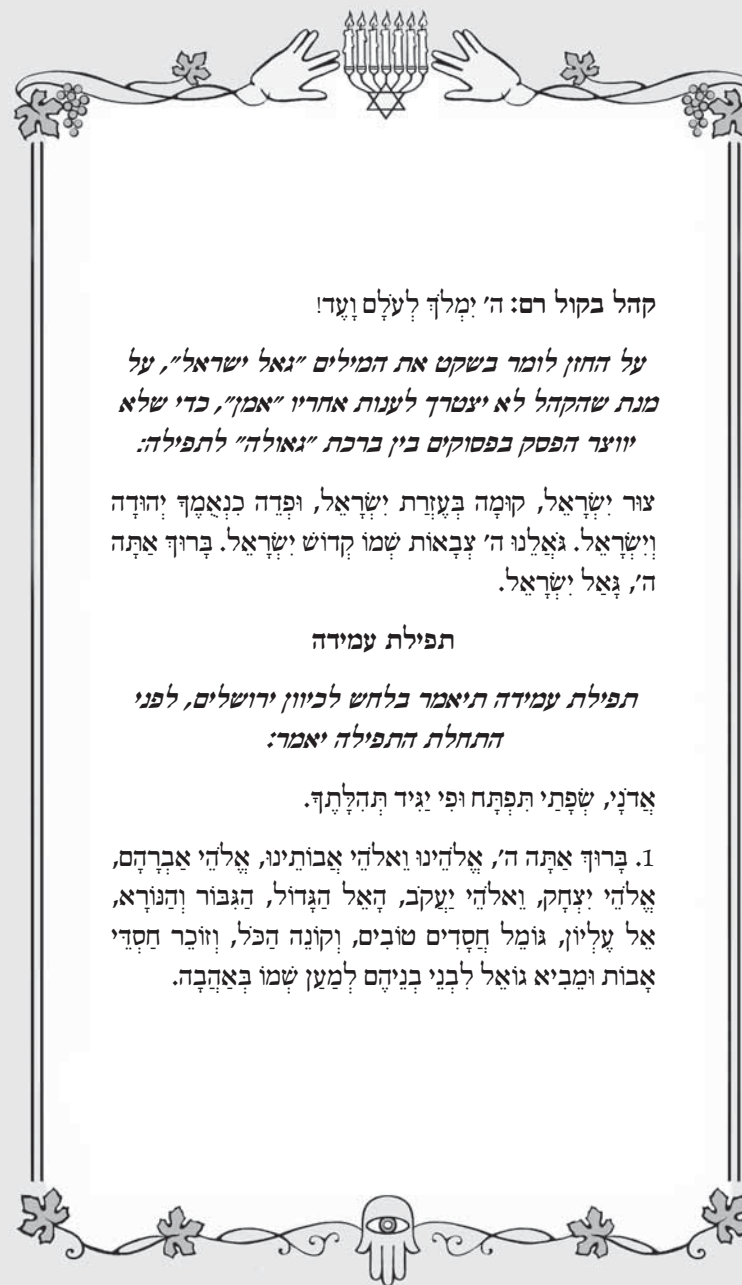 קהל בקול רם: ה׳ יִמְלֹךְ לְעֹלָם וָעֶד!
על החזן לומר בשקט את המילים ״גאל ישראל״, על
מנת שהקהל לא יצטרך לענות אחריו ״אמן״, כדי שלא
יווצר הפסק בפסוקים בין ברכת ״גאולה״ לתפילה:
צוּר יִשְׂרָאֵל, קוּמָה בְּעֶזְרַת יִשְׂרָאֵל, וּפְדֵה כִנְאֻמֶךָ יְהוּדָה
וְיִשְׂרָאֵל. גֹּאֲלֵנוּ ה׳ צְבָאוֹת שְׁמוֹ קְדוֹשׁ יִשְׂרָאֵל. בָּרוּךְ אַתָּה
ה׳, גָּאַל יִשְׂרָאֵל.
תפילת עמידה
תפילת עמידה תיאמר בלחש לכיוון ירושלים, לפני
התחלת התפילה יאמר:
אֲדֹנָי, שְׂפָתַי תִּפְתָּח וּפִי יַגִּיד תְּהִלָּתֶךָ.
1. בָּרוּךְ אַתָּה ה׳, אֱלֹהֵינוּ וֵאלֹהֵי אֲבוֹתֵינוּ, אֱלֹהֵי אַבְרָהָם,
אֱלֹהֵי יִצְחָק, וֵאלֹהֵי יַעֲקֹב, הָאֵל הַגָּדוֹל, הַגִּבּוֹר וְהַנּוֹרָא,
אֵל עֶלְיוֹן, גּוֹמֵל חֲסָדִים טוֹבִים, וְקוֹנֵה הַכֹּל, וְזוֹכֵר חַסְדֵי
אָבוֹת וּמֵבִיא גוֹאֵל לִבְנֵי בְנֵיהֶם לְמַעַן שְׁמוֹ בְּאַהֲבָה.